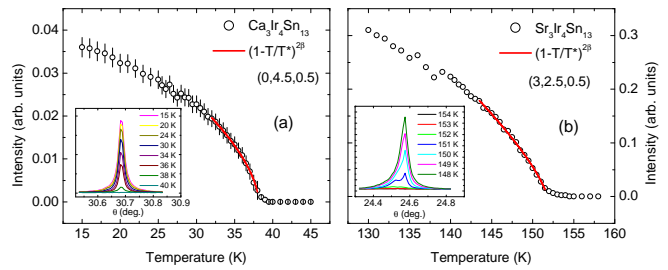 Ca3Ir4Sn13
(1-T/T*)^2β
(0,4.5,0.5)
(a)
15 K
20 K
24 K
30 K
34 K
36 K
38 K
40 K
30.6 30.7 30.8 30.9
θ (deg.)
Intensity (arb. units)
0.04
0.03
0.02
0.01
0.00
15 20 25 30 35 40 45
Temperature (K)
Sr3Ir4Sn13
(1-T/T*)^2β
(3,2.5,0.5)
(b)
154 K
153 K
152 K
151 K
150 K
149 K
148 K
24.4 24.6 24.8
θ (deg.)
0.3
0.2
0.1
0.0
Intensity (arb. units)
130 135 140 145 150 155 160
Temperature (K)